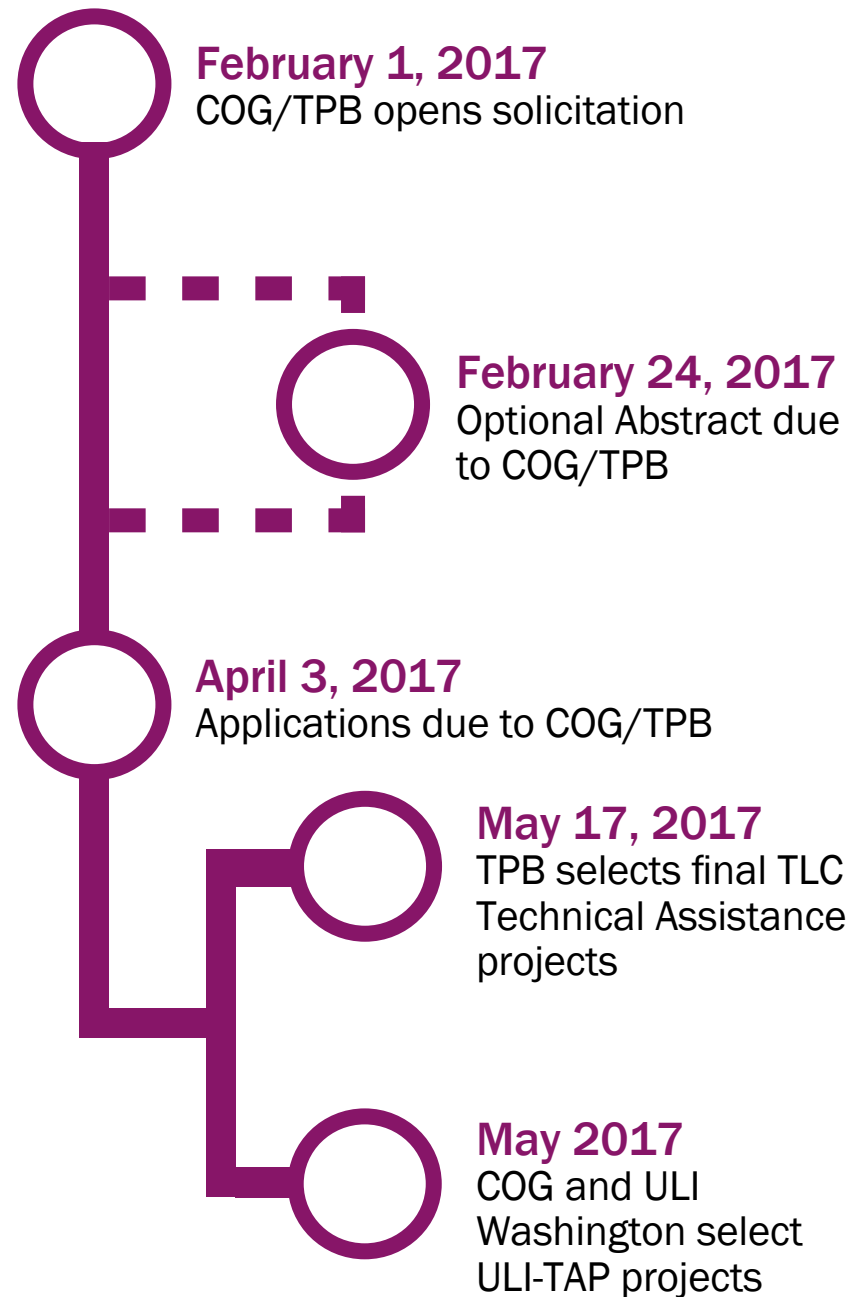 February 1, 2017
COG/TPB opens solicitation
February 24, 2017
Optional Abstract due
to COG/TPB
April 3, 2017
Applications due to COG/TPB
May 17, 2017
TPB selects final TLC
Technical Assistance
projects
May 2017
COG and ULI
Washington select
ULI-TAP projects